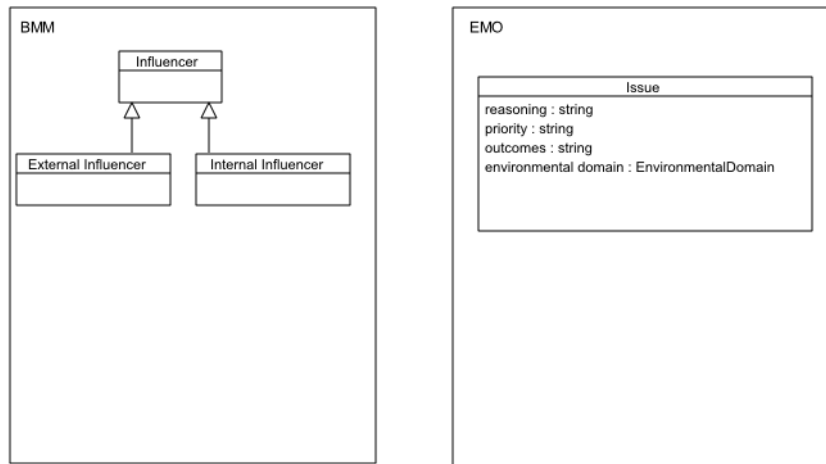 BMM
Influencer
External Influencer
Internal Influencer
EMO
Issue
reasoning : string
priority : string
outcomes : string
environmental domain : EnvironmentalDomain